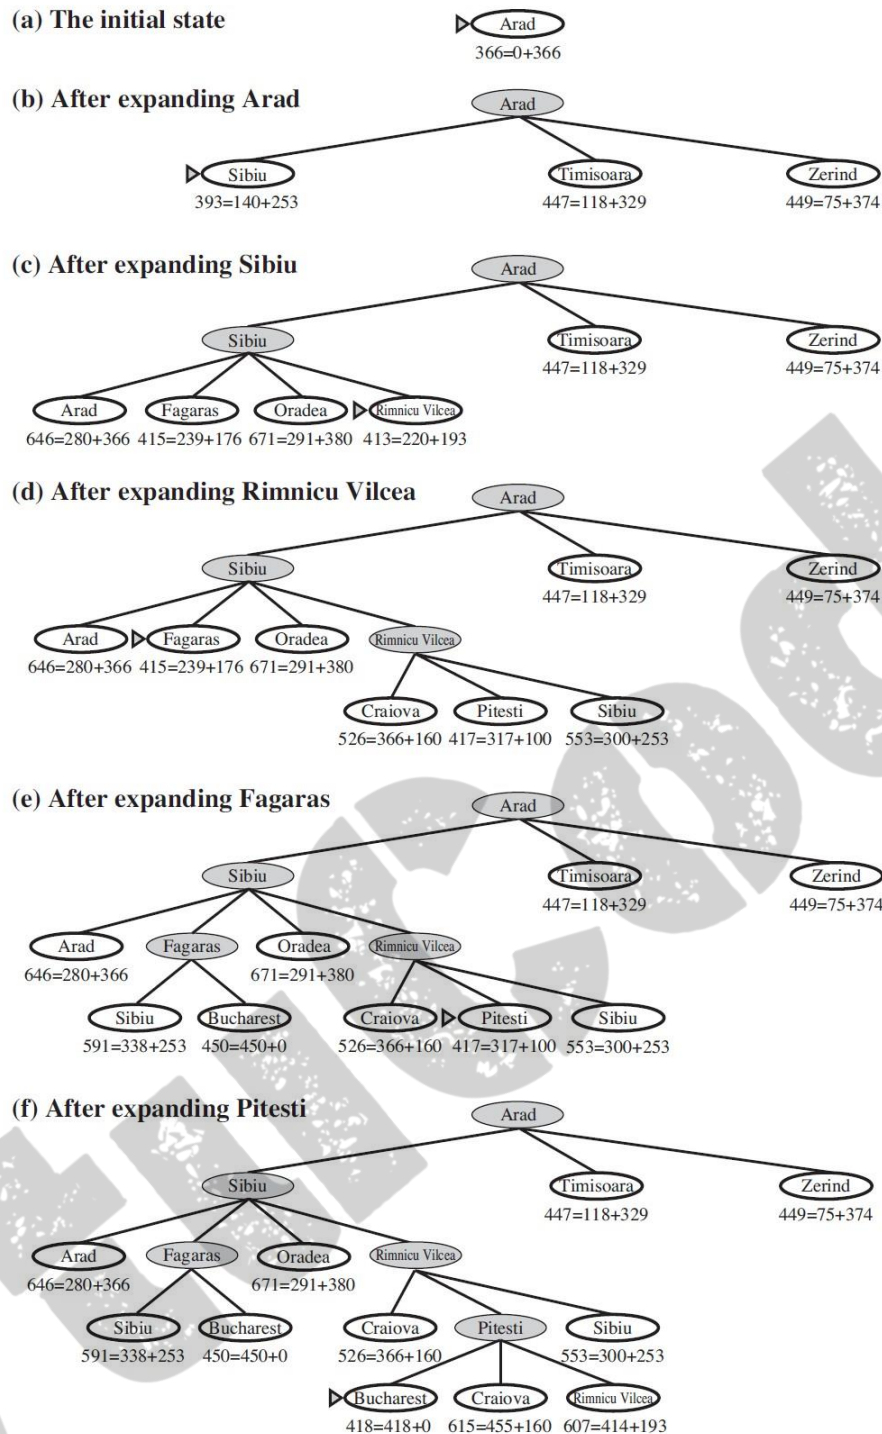 (a) The initial state
Arad
366=0+366
(b) After expanding Arad
Arad
Sibiu Timisoara Zerind
393=140+253 447=118+329 449=75+374
(c) After expanding Sibiu
Arad
Sibiu Timisoara Zerind
447=118+329 449=75+374
Arad Fagaras Oradea Rimnicu Vilcea
646=280+366 415=239+176 671=291+380 413=220+193
(d) After expanding Rimnicu Vilcea
Arad
Sibiu Timisoara Zerind
447=118+329 449=75+374
Arad Fagaras Oradea Rimnicu Vilcea
646=280+366 415=239+176 671=291+380
Craiova Pitesti Sibiu
526=366+160 417=317+100 553=300+253
(e) After expanding Fagaras
Arad
Sibiu Timisoara Zerind
447=118+329 449=75+374
Arad Fagaras Oradea Rimnicu Vilcea
646=280+366 671=291+380
Sibiu Bucharest Craiova Pitesti Sibiu
591=338+253 450=450+0 526=366+160 417=317+100 553=300+253
(f) After expanding Pitesti
Arad
Sibiu Timisoara Zerind
447=118+329 449=75+374
Arad Fagaras Oradea Rimnicu Vilcea
646=280+366 671=291+380
Sibiu Bucharest Craiova Pitesti Sibiu
591=338+253 450=450+0 526=366+160 553=300+253
Bucharest Craiova Rimnicu Vilcea
418=418+0 615=455+160 607=414+193